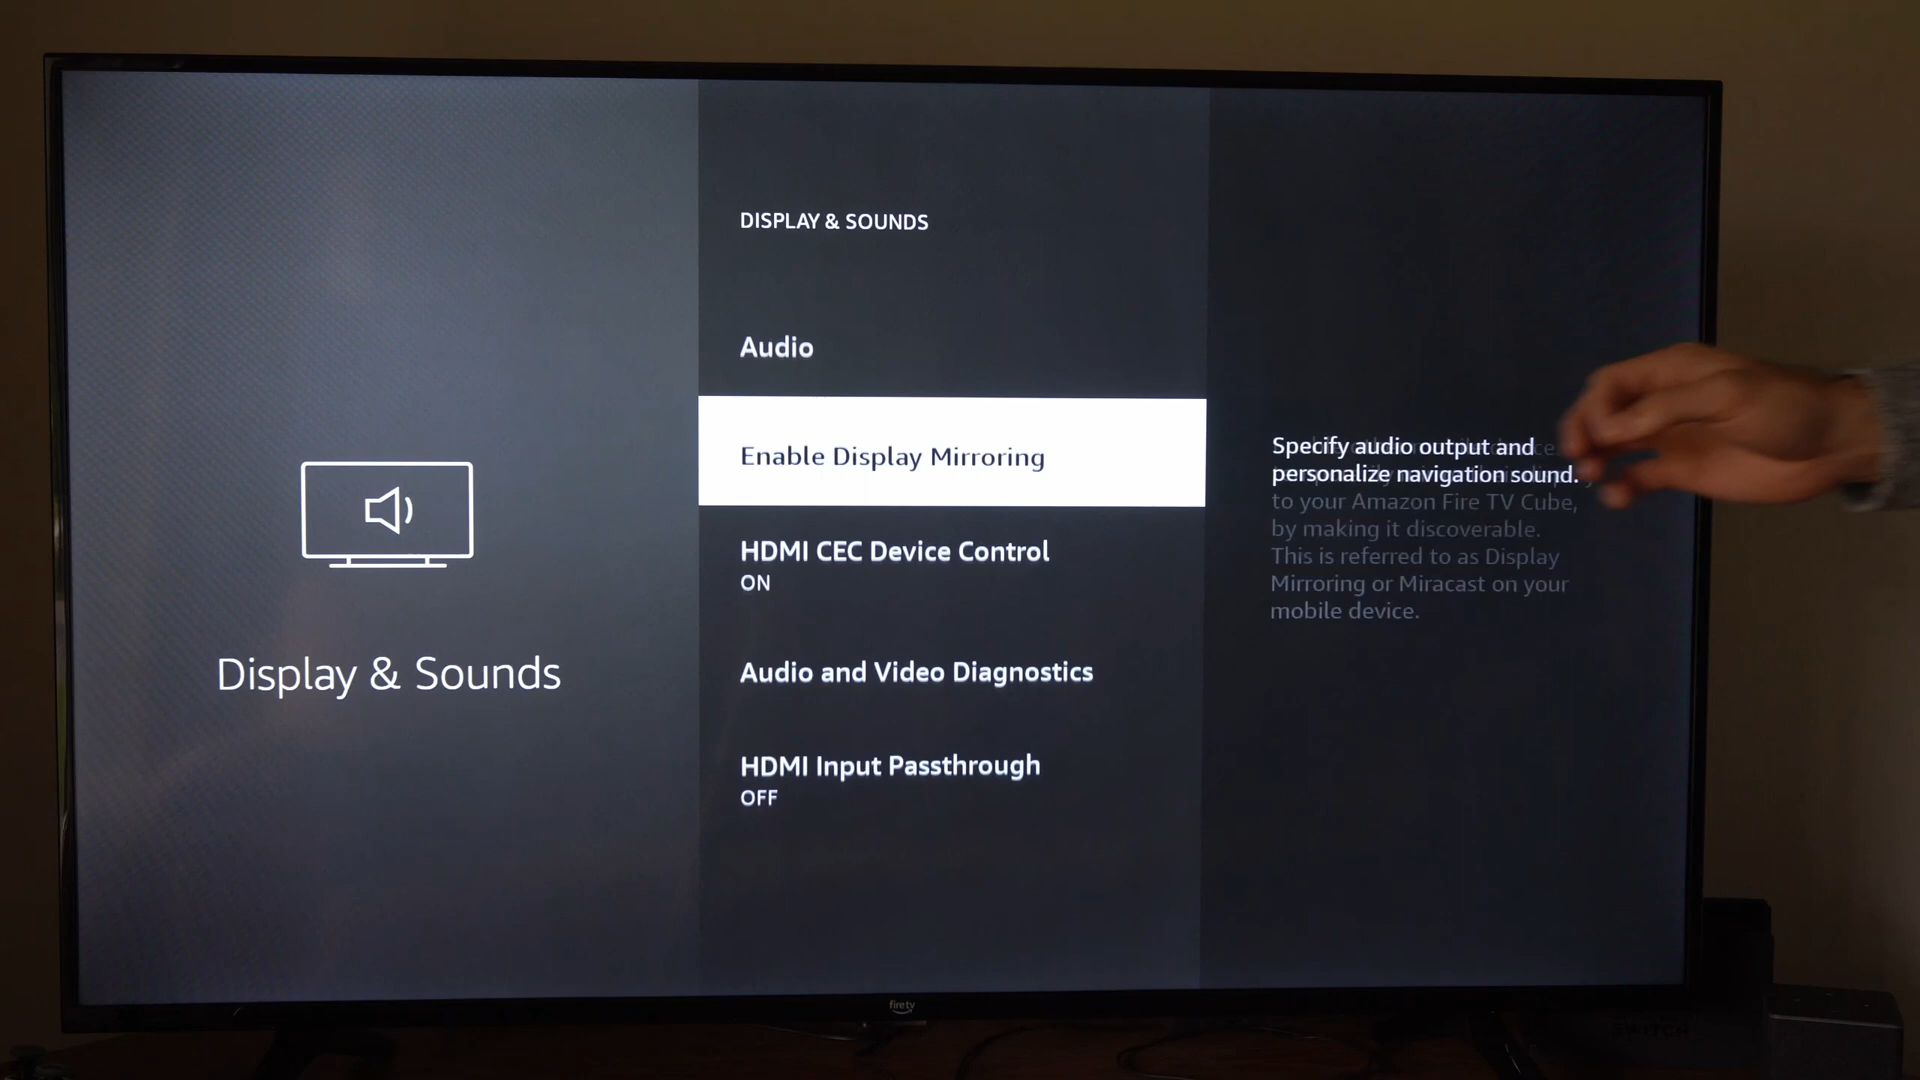 DISPLAY & SOUNDS
Audio
Enable Display Mirroring
HDMI CEC Device Control
ON
Audio and Video Diagnostics
HDMI Input Passthrough
OFF
Display & Sounds
Specify audio output and
personalize navigation sound.
to your Amazon Fire TV Cube,
by making it discoverable.
This is referred to as Display
Mirroring or Miracast on your
mobile device.
firetv
SWITCH